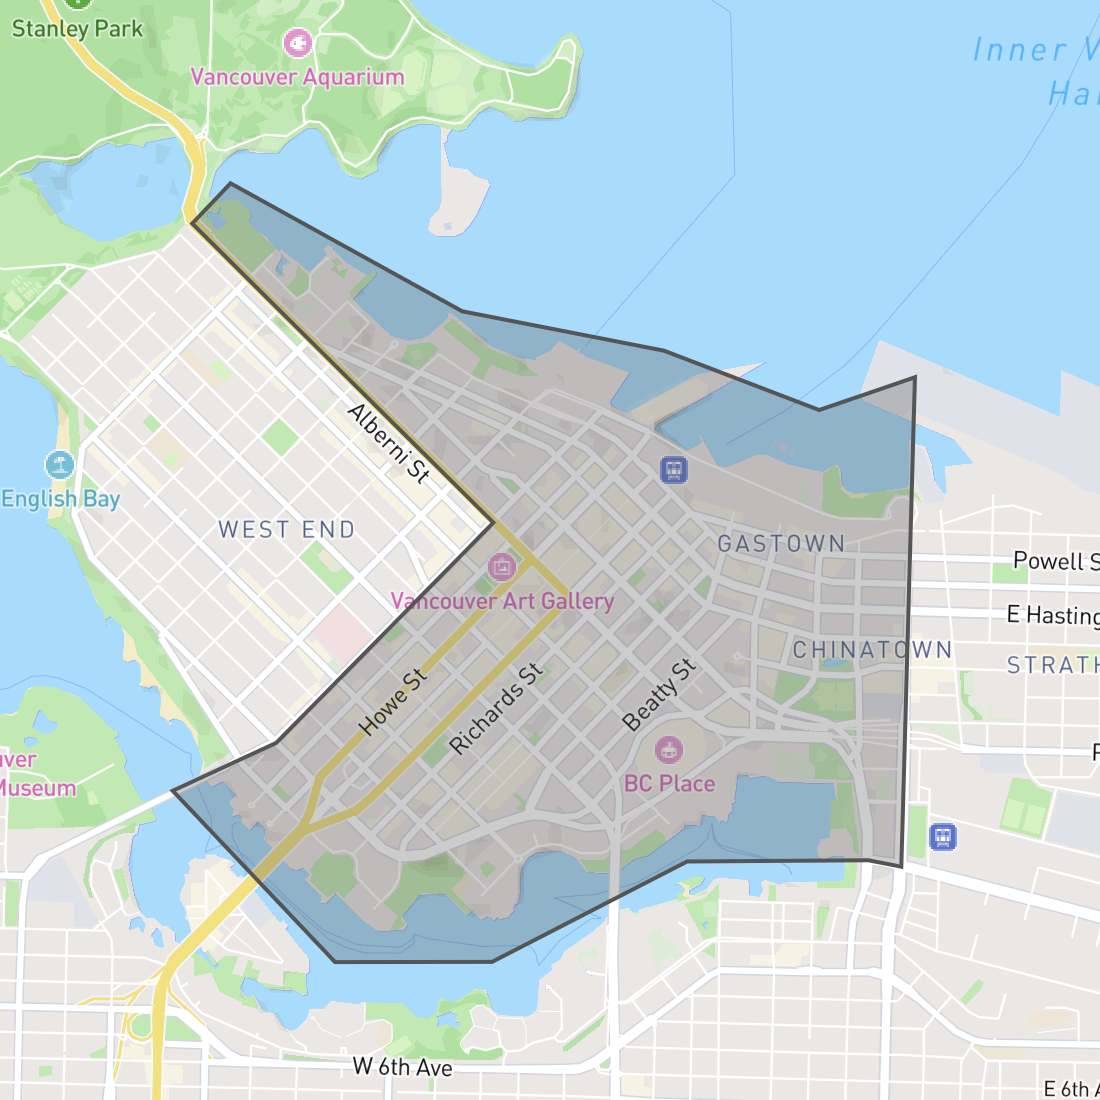 Stanley Park
Vancouver Aquarium
Inner V
Har
Alberni St
English Bay
WEST END
GASTOWN
Powell S
Vancouver Art Gallery
E Hasting
CHINATOWN
STRATH
Howe St
Richards St
Beatty St
uver
Museum
BC Place
W 6th Ave
E 6th A